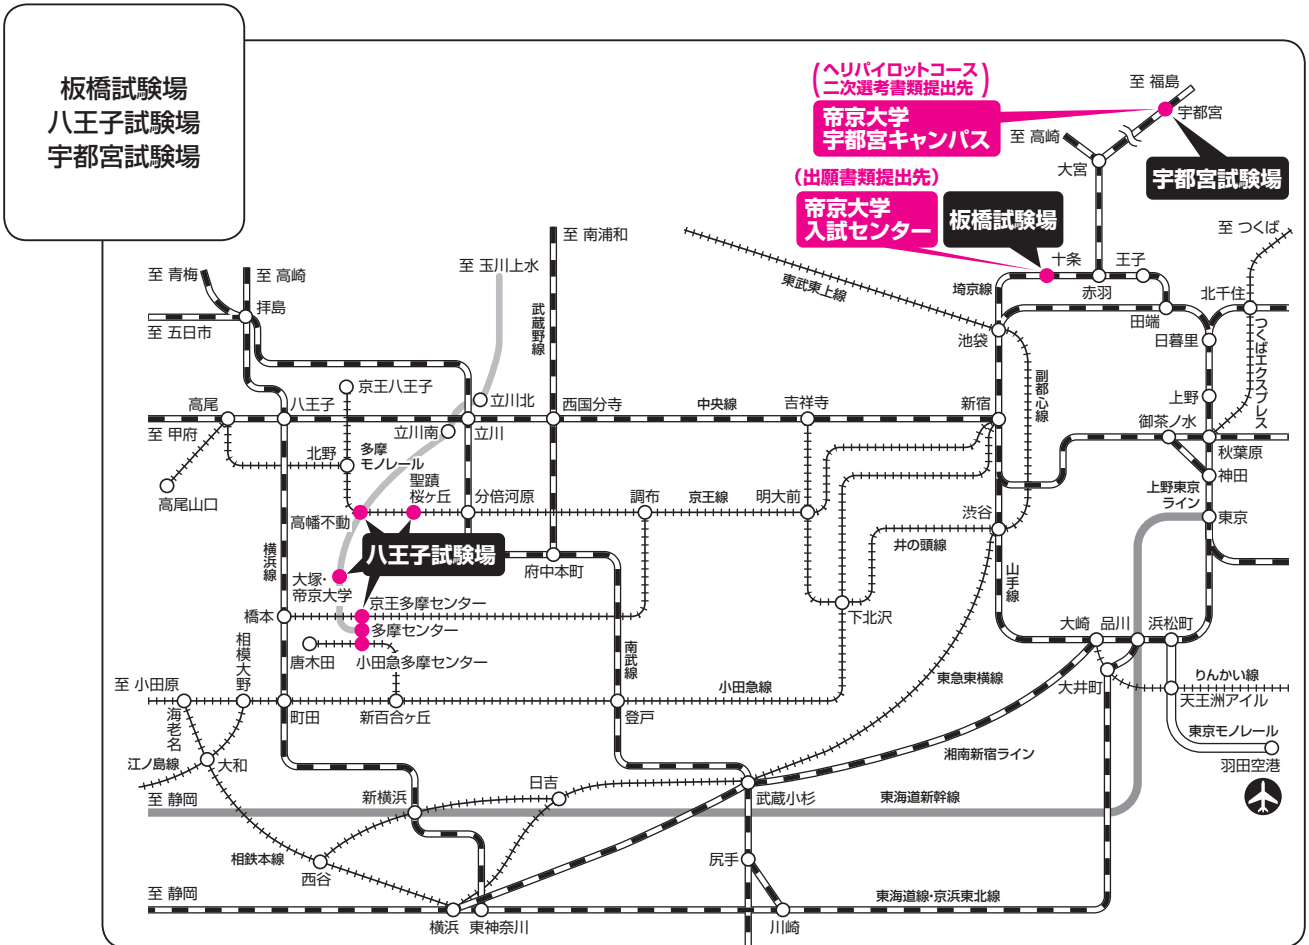 板橋試験場
八王子試験場
宇都宮試験場
ヘリパイロットコース
二次選考書類提出先
帝京大学
宇都宮キャンパス
至 福島
宇都宮
至 高崎
大宮
宇都宮試験場
(出願書類提出先)
帝京大学
入試センター
板橋試験場
十条
王子
至 つくば
埼京線
赤羽
北千住
東武東上線
池袋
田端
日暮里
つくばエクスプレス
副都心線
上野
至 南浦和
至 玉川上水
至 青梅
至 高崎
拝島
至 五日市
武蔵野線
京王八王子
立川北
高尾
八王子
西国分寺
中央線
吉祥寺
新宿
御茶ノ水
至 甲府
立川南
立川
秋葉原
北野
多摩
モノレール
聖蹟
桜ヶ丘
神田
高尾山口
分倍河原
調布
京王線
明大前
渋谷
上野東京
ライン
東京
高幡不動
八王子試験場
井の頭線
横浜線
府中本町
大塚・
帝京大学
山手線
橋本
京王多摩センター
下北沢
多摩センター
大崎
品川
浜松町
相模大野
唐木田
小田急多摩センター
南武線
東急東横線
大井町
りんかい線
至 小田原
小田急線
天王洲アイル
海老名
町田
新百合ヶ丘
登戸
東京モノレール
江ノ島線
大和
湘南新宿ライン
羽田空港
至 静岡
新横浜
日吉
武蔵小杉
東海道新幹線
相鉄本線
西谷
尻手
至 静岡
東海道線・京浜東北線
横浜
東神奈川
川崎